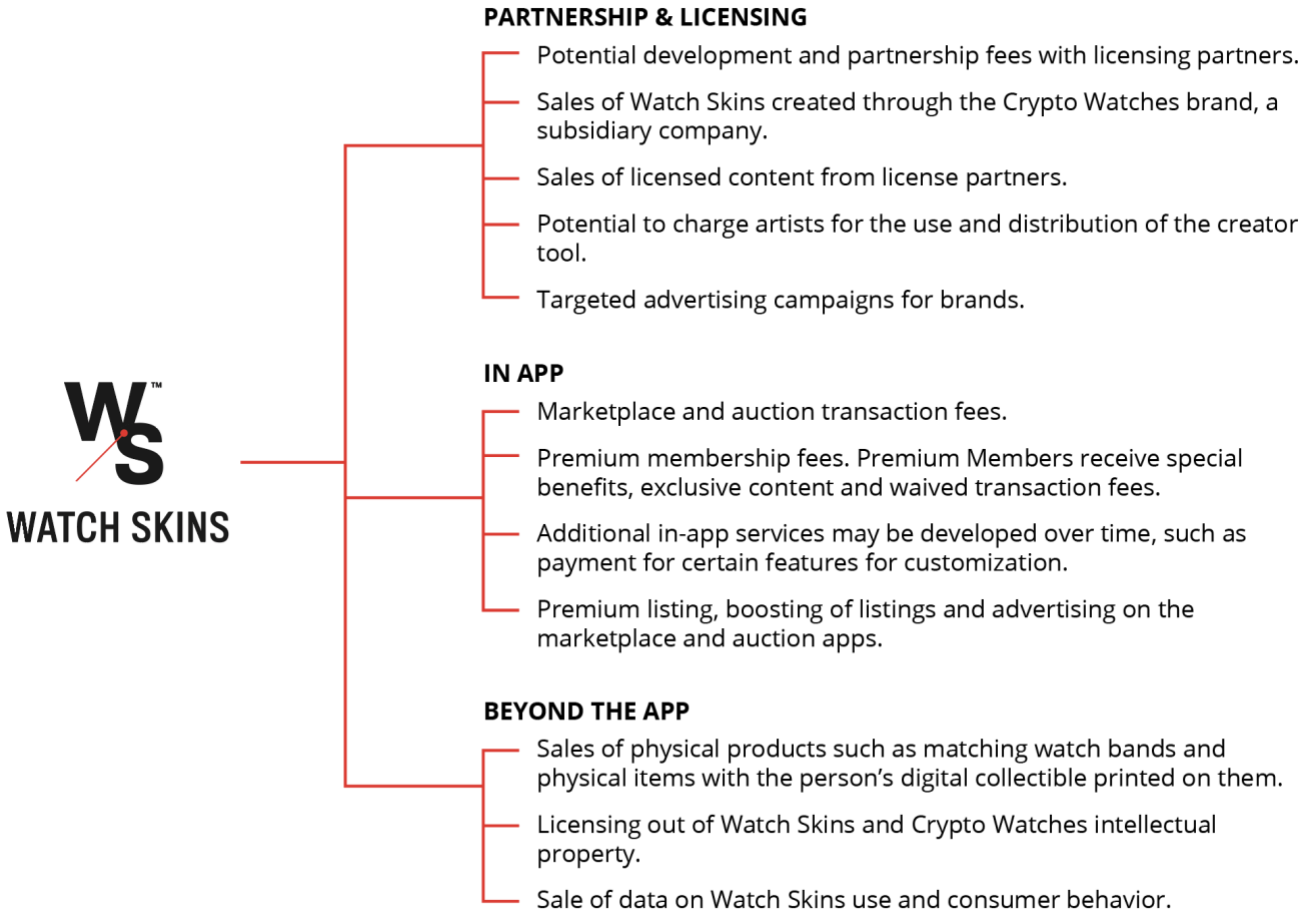 PARTNERSHIP & LICENSING
Potential development and partnership fees with licensing partners.
Sales of Watch Skins created through the Crypto Watches brand, a
subsidiary company.
Sales of licensed content from license partners.
Potential to charge artists for the use and distribution of the creator
tool.
Targeted advertising campaigns for brands.
WS™
WATCH SKINS
IN APP
Marketplace and auction transaction fees.
Premium membership fees. Premium Members receive special
benefits, exclusive content and waived transaction fees.
Additional in-app services may be developed over time, such as
payment for certain features for customization.
Premium listing, boosting of listings and advertising on the
marketplace and auction apps.
BEYOND THE APP
Sales of physical products such as matching watch bands and
physical items with the person’s digital collectible printed on them.
Licensing out of Watch Skins and Crypto Watches intellectual
property.
Sale of data on Watch Skins use and consumer behavior.